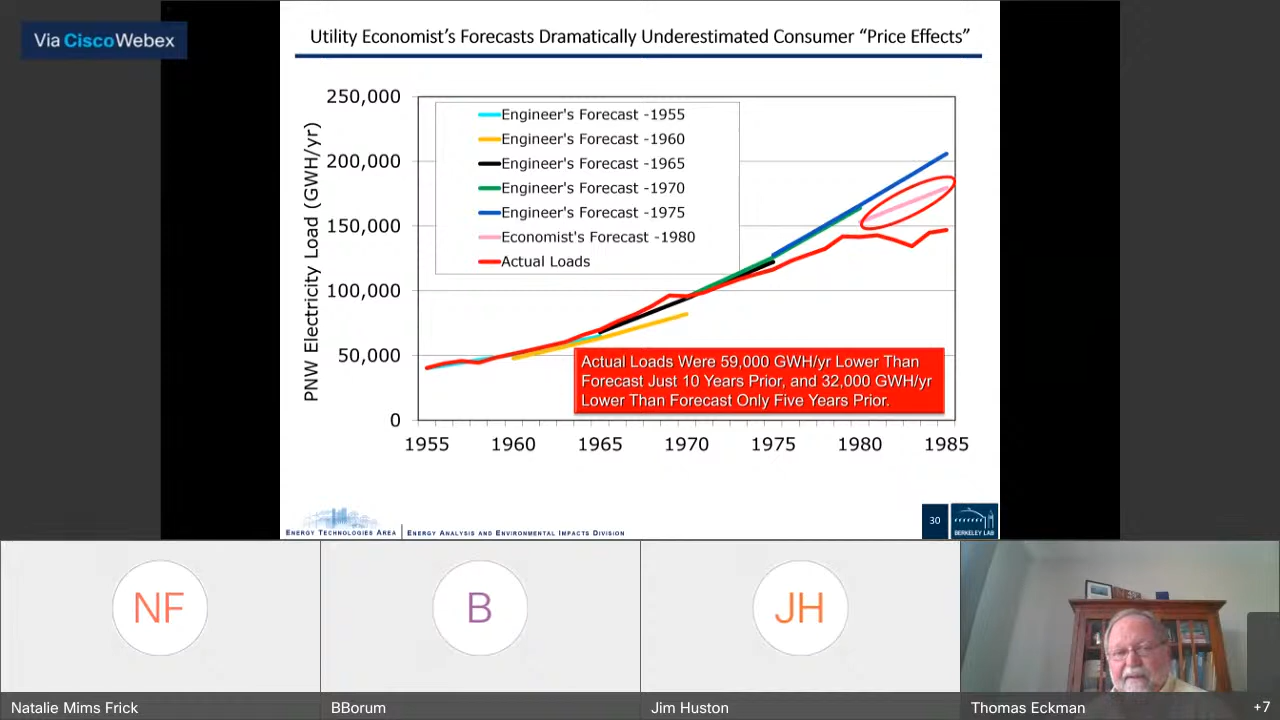 Via Cisco Webex
Utility Economist's Forecasts Dramatically Underestimated Consumer “Price Effects”
PNW Electricity Load (GWH/yr)
250,000
200,000
150,000
100,000
50,000
0
Engineer's Forecast -1955
Engineer's Forecast -1960
Engineer's Forecast -1965
Engineer's Forecast -1970
Engineer's Forecast -1975
Economist's Forecast -1980
Actual Loads
Actual Loads Were 59,000 GWH/yr Lower Than
Forecast Just 10 Years Prior, and 32,000 GWH/yr
Lower Than Forecast Only Five Years Prior.
1955 1960 1965 1970 1975 1980 1985
Energy Technologies Area | Energy Analysis and Environmental Impacts Division
30
BERKELEY LAB
NF
B
JH
Natalie Mims Frick
BBorum
Jim Huston
Thomas Eckman
+7